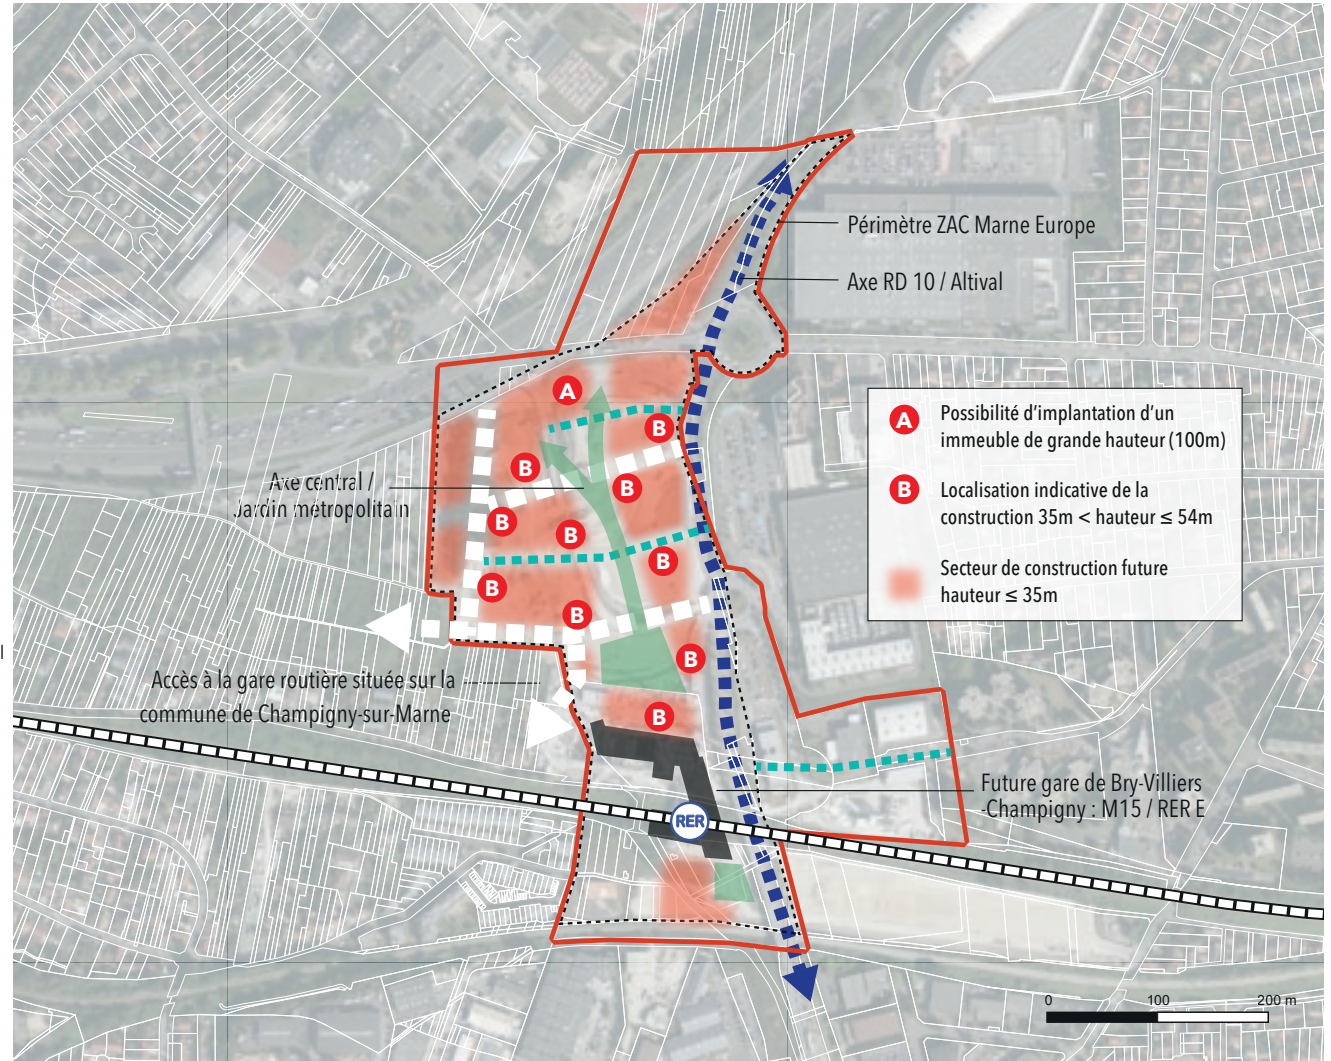 Périmètre ZAC Marne Europe
Axe RD 10 / Altival
A
Possibilité d'implantation d'un
immeuble de grande hauteur (100m)
B
Localisation indicative de la
construction 35m < hauteur ≤ 54m
Secteur de construction future
hauteur ≤ 35m
A
B
B
B
B
B
B
B
B
B
B
Axe central /
Jardin métropolitain
Accès à la gare routière située sur la
commune de Champigny-sur-Marne
Future gare de Bry-Villiers
-Champigny : M15 / RER E
RER
0 100 200 m